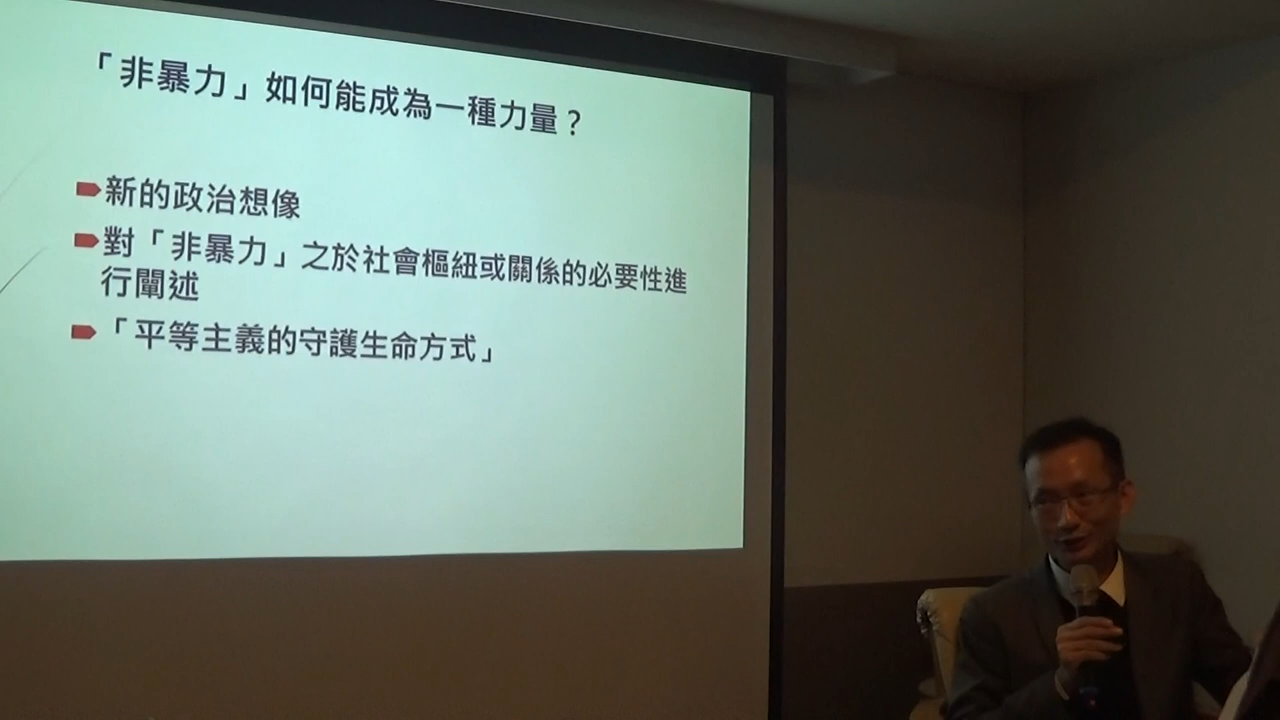 「非暴力」如何能成為一種力量？
新的政治想像
對「非暴力」之於社會樞紐或關係的必要性進
行闡述
「平等主義的守護生命方式」